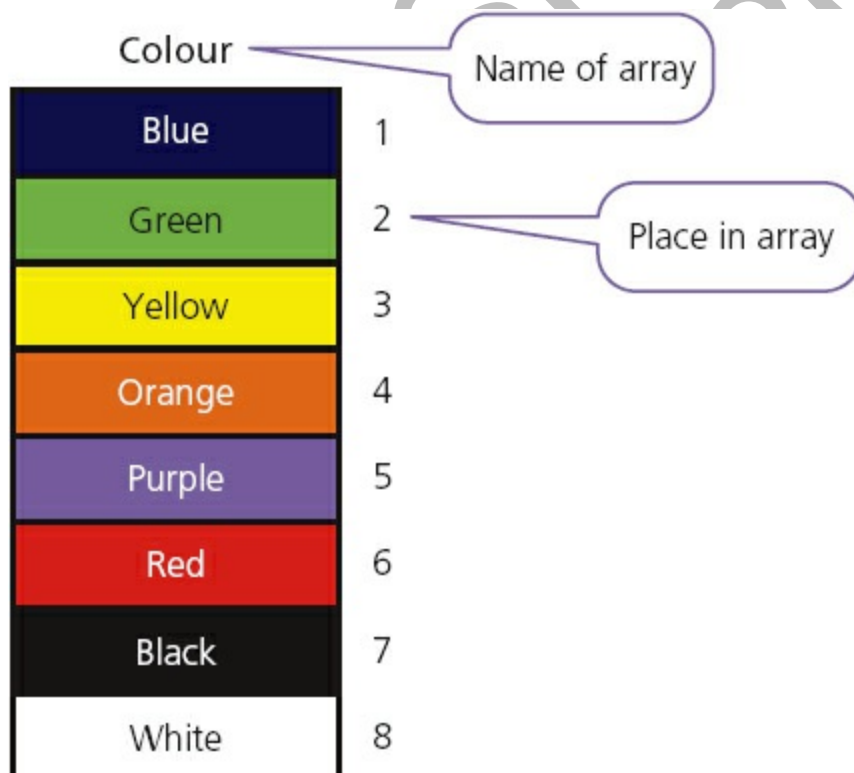 Colour
Name of array
Blue 1
Green 2
Place in array
Yellow 3
Orange 4
Purple 5
Red 6
Black 7
White 8